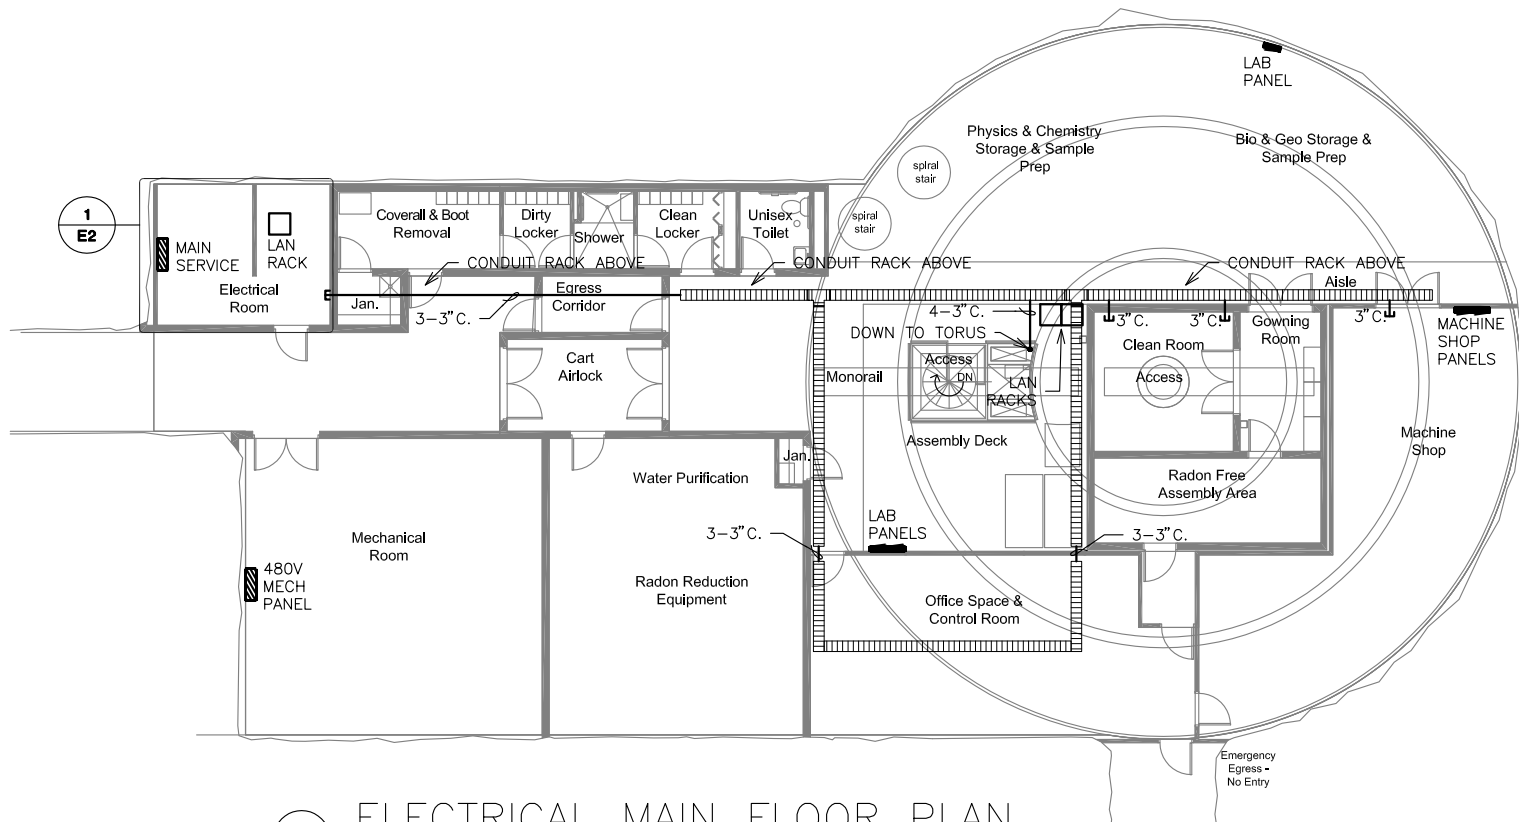 LAB
PANEL
Physics & Chemistry
Storage & Sample
Prep
Bio & Geo Storage &
Sample Prep
spiral
stair
spiral
stair
1
E2
MAIN
SERVICE
LAN
RACK
Electrical
Room
Coverall & Boot
Removal
Dirty
Locker
Shower
Clean
Locker
Unisex
Toilet
CONDUIT RACK ABOVE
CONDUIT RACK ABOVE
CONDUIT RACK ABOVE
Aisle
Jan.
Egress
Corridor
3-3"C.
4-3"C.
3"C.
3"C.
3"C.
DOWN TO TORUS
Gowning
Room
MACHINE
SHOP
PANELS
Clean Room
Access
Cart
Airlock
Monorail
Access
DN
LAN
RACKS
Assembly Deck
Machine
Shop
Jan.
Water Purification
Radon Free
Assembly Area
Mechanical
Room
LAB
PANELS
3-3"C.
3-3"C.
480V
MECH
PANEL
Radon Reduction
Equipment
Office Space &
Control Room
Emergency
Egress -
No Entry
ELECTRICAL MAIN FLOOR PLAN